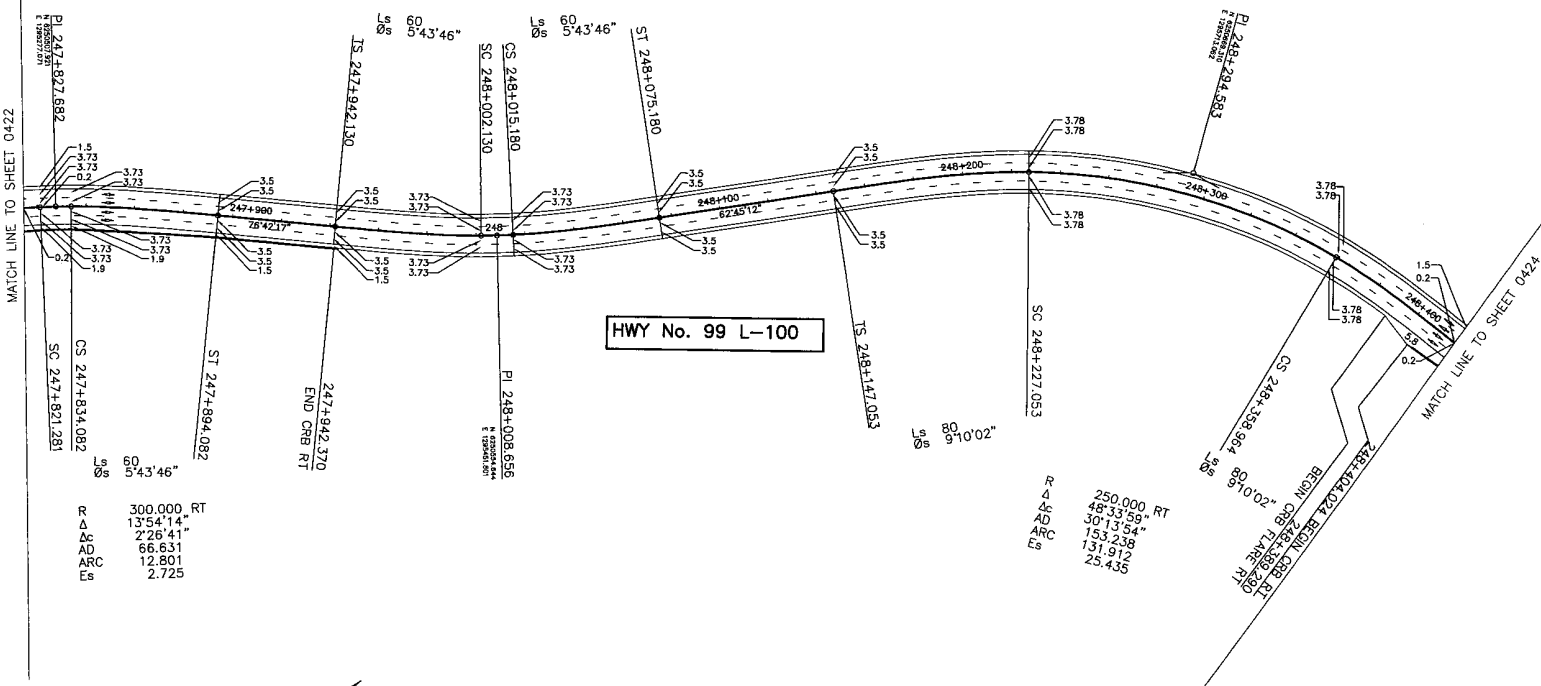 MATCH LINE TO SHEET 0422
PI 247+827.682
N 6250507.921
E 1295277.071
Ls 60
Øs 5°43'46"
TS 247+942.130
SC 248+002.130
CS 248+015.180
Ls 60
Øs 5°43'46"
ST 248+075.180
PI 248+294.583
1.5
3.73
3.73
0.2
3.73
3.73
3.5
3.5
3.5
3.5
3.73
3.73
3.73
3.73
3.5
3.5
3.5
3.5
3.78
3.78
3.78
3.78
1.5
0.2
247+900
76°42'17"
248
248+100
62°45'12"
248+200
248+300
248+400
0.2
3.73
3.73
1.9
3.73
3.73
1.9
3.5
3.5
1.5
3.5
3.5
1.5
3.73
3.73
3.73
3.73
3.5
3.5
3.5
3.5
3.78
3.78
3.78
3.78
5.8
0.2
SC 247+821.281
CS 247+834.082
ST 247+894.082
247+942.370
END CRB RT
PI 248+008.656
HWY No. 99 L-100
TS 248+147.053
SC 248+227.053
CS 248+358.964
MATCH LINE TO SHEET 0424
Ls 60
Øs 5°43'46"
R 300.000 RT
Δ 13°54'14"
Δc 2°26'41"
AD 66.631
ARC 12.801
Es 2.725
Ls 80
Øs 9°10'02"
R 250.000 RT
Δ 48°33'59"
Δc 30°13'54"
AD 153.238
ARC 131.912
Es 25.435
Ls 80
Øs 9°10'02"
248+389.290
BEGIN CRB FLARE RT
248+404.024 BEGIN CRB RT